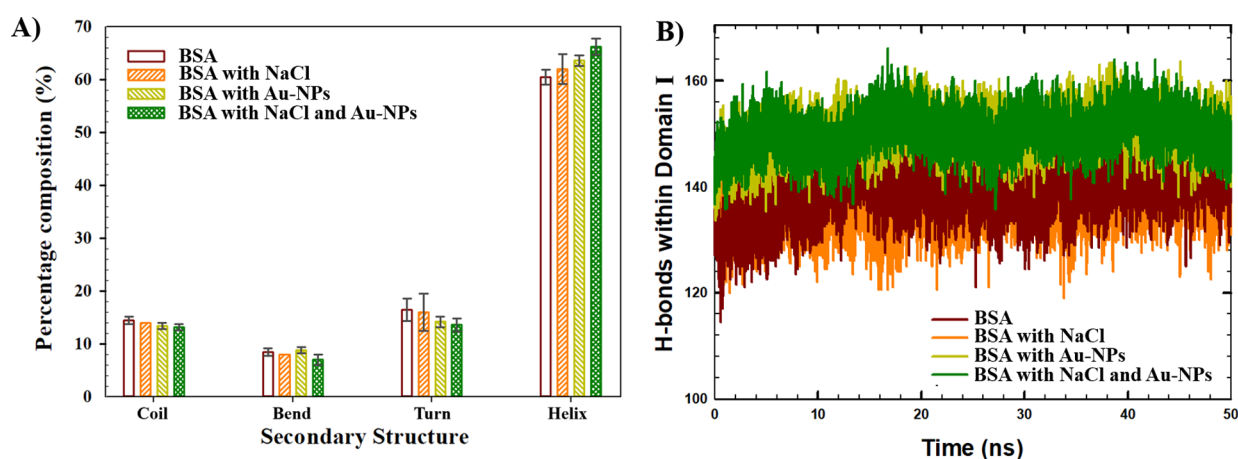 A)
Percentage composition (%)
70
60
50
40
30
20
10
0
BSA
BSA with NaCl
BSA with Au-NPs
BSA with NaCl and Au-NPs
Coil Bend Turn Helix
Secondary Structure
B)
H-bonds within Domain I
160
140
120
100
BSA
BSA with NaCl
BSA with Au-NPs
BSA with NaCl and Au-NPs
0 10 20 30 40 50
Time (ns)